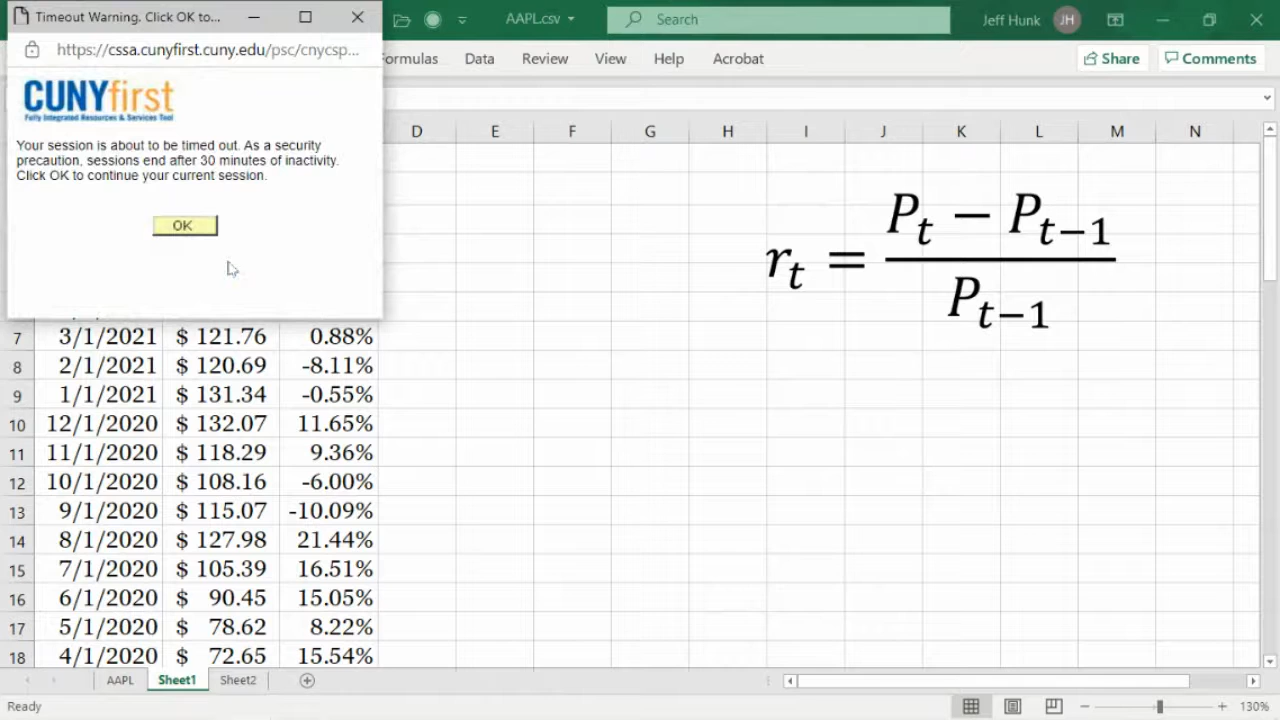 Timeout Warning. Click OK to...
AAPL.csv
Search
Jeff Hunk
JH
https://cssa.cunyfirst.cuny.edu/psc/cnycsp...
ormulas
Data
Review
View
Help
Acrobat
Share
Comments
CUNYfirst
Fully Integrated Resources & Services Tool
Your session is about to be timed out. As a security
precaution, sessions end after 30 minutes of inactivity.
Click OK to continue your current session.
OK
D E F G H I J K L M N
r_t = (P_t − P_{t−1}) / P_{t−1}
7 3/1/2021 $ 121.76 0.88%
8 2/1/2021 $ 120.69 -8.11%
9 1/1/2021 $ 131.34 -0.55%
10 12/1/2020 $ 132.07 11.65%
11 11/1/2020 $ 118.29 9.36%
12 10/1/2020 $ 108.16 -6.00%
13 9/1/2020 $ 115.07 -10.09%
14 8/1/2020 $ 127.98 21.44%
15 7/1/2020 $ 105.39 16.51%
16 6/1/2020 $ 90.45 15.05%
17 5/1/2020 $ 78.62 8.22%
18 4/1/2020 $ 72.65 15.54%
AAPL
Sheet1
Sheet2
Ready
130%